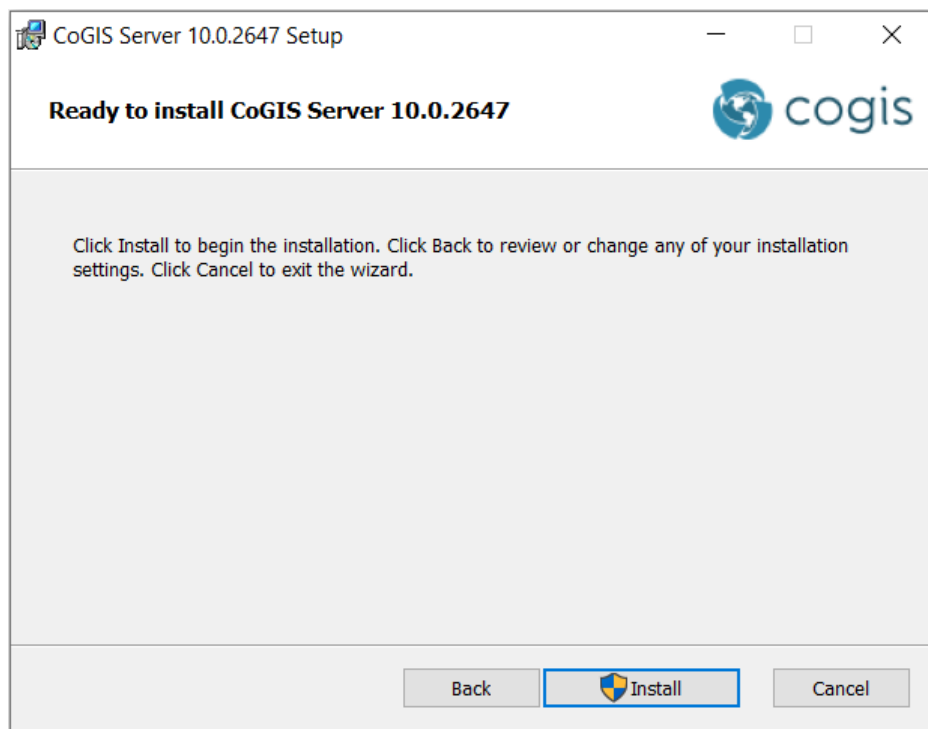 CoGIS Server 10.0.2647 Setup
Ready to install CoGIS Server 10.0.2647
cogis
Click Install to begin the installation. Click Back to review or change any of your installation
settings. Click Cancel to exit the wizard.
Back
Install
Cancel